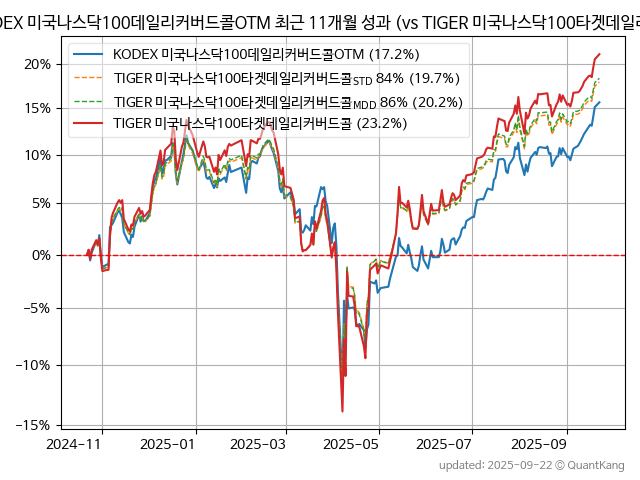 ODEX 미국나스닥100데일리커버드콜OTM 최근 11개월 성과 (vs TIGER 미국나스닥100타겟데일리
KODEX 미국나스닥100데일리커버드콜OTM (17.2%)
TIGER 미국나스닥100타겟데일리커버드콜STD 84% (19.7%)
TIGER 미국나스닥100타겟데일리커버드콜MDD 86% (20.2%)
TIGER 미국나스닥100타겟데일리커버드콜 (23.2%)
20%
15%
10%
5%
0%
−5%
−10%
−15%
2024-11 2025-01 2025-03 2025-05 2025-07 2025-09
updated: 2025-09-22 © QuantKang